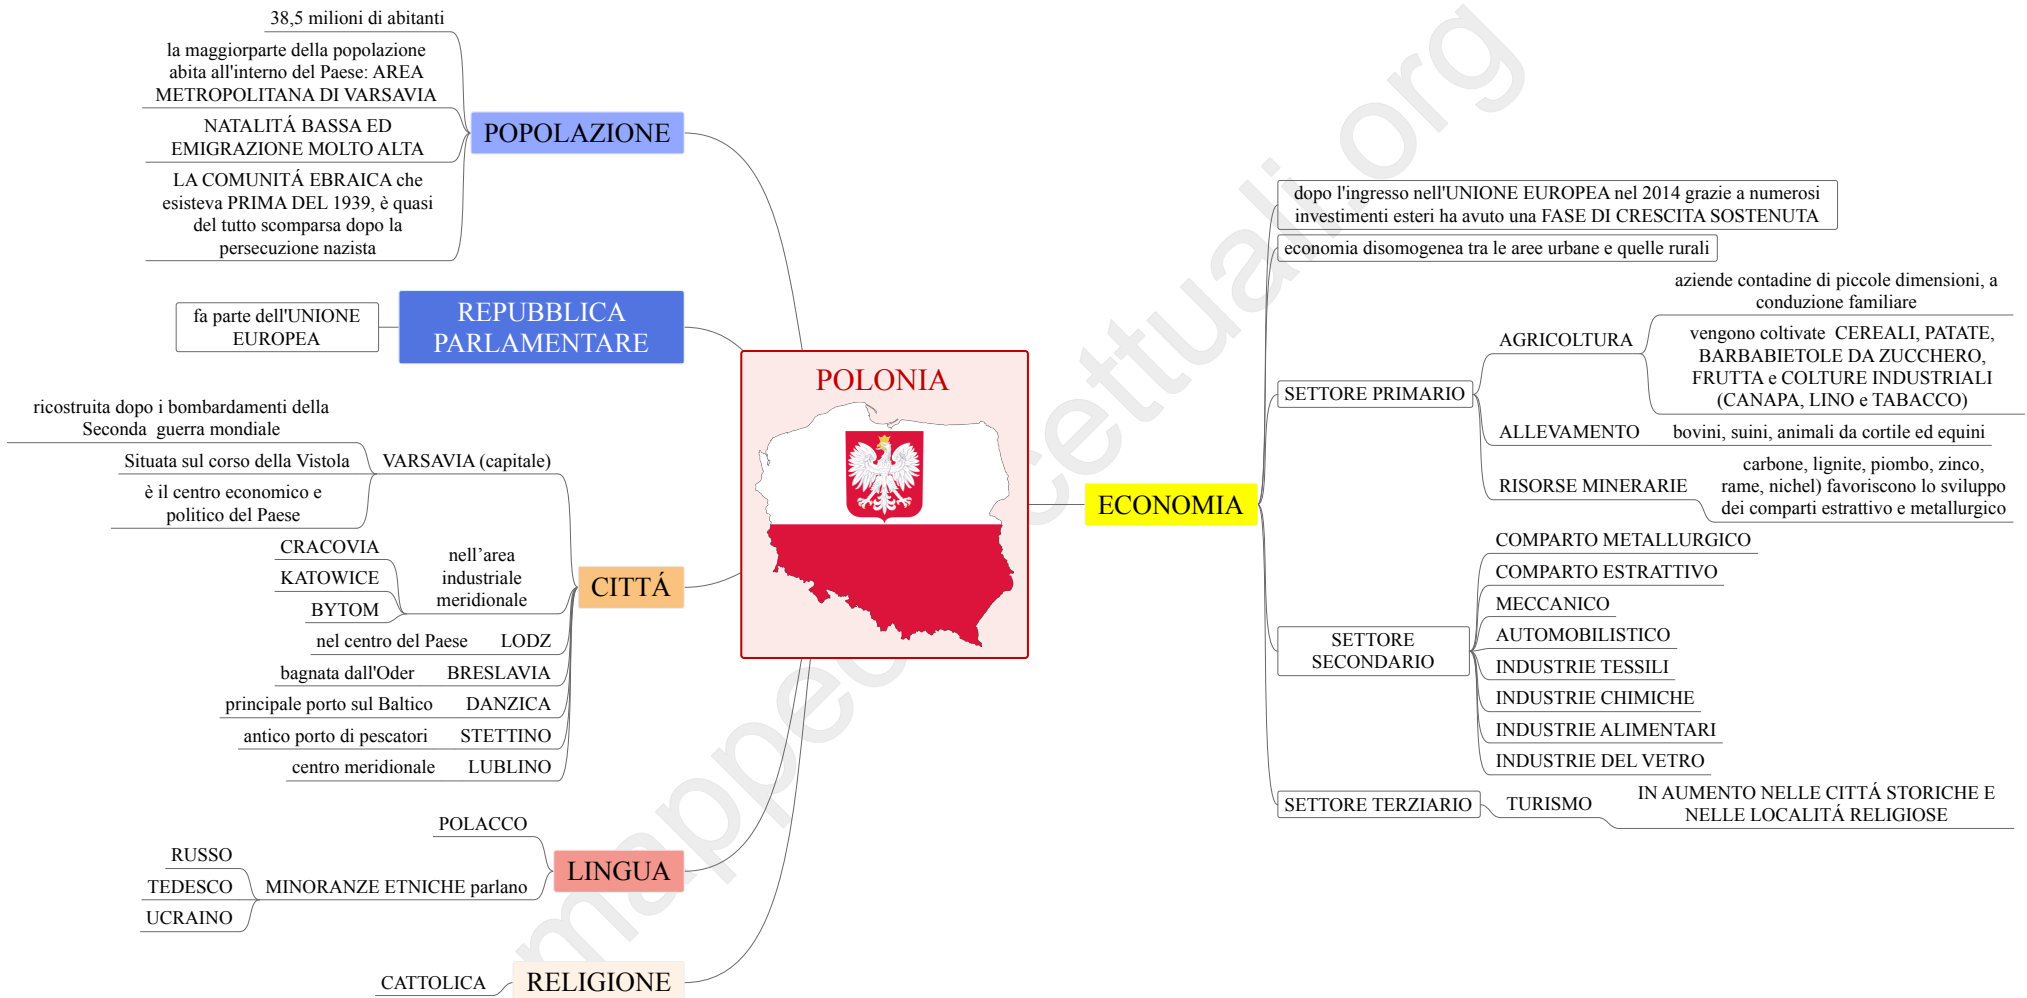 38,5 milioni di abitanti
la maggiorparte della popolazione
abita all'interno del Paese: AREA
METROPOLITANA DI VARSAVIA
NATALITÁ BASSA ED
EMIGRAZIONE MOLTO ALTA
LA COMUNITÁ EBRAICA che
esisteva PRIMA DEL 1939, è quasi
del tutto scomparsa dopo la
persecuzione nazista
POPOLAZIONE
fa parte dell'UNIONE
EUROPEA
REPUBBLICA
PARLAMENTARE
POLONIA
ricostruita dopo i bombardamenti della
Seconda  guerra mondiale
Situata sul corso della Vistola
è il centro economico e
politico del Paese
VARSAVIA (capitale)
CRACOVIA
KATOWICE
BYTOM
nell’area
industriale
meridionale
CITTÁ
nel centro del Paese LODZ
bagnata dall'Oder BRESLAVIA
principale porto sul Baltico DANZICA
antico porto di pescatori STETTINO
centro meridionale LUBLINO
POLACCO
RUSSO
TEDESCO
UCRAINO
MINORANZE ETNICHE parlano
LINGUA
CATTOLICA
RELIGIONE
ECONOMIA
dopo l'ingresso nell'UNIONE EUROPEA nel 2014 grazie a numerosi
investimenti esteri ha avuto una FASE DI CRESCITA SOSTENUTA
economia disomogenea tra le aree urbane e quelle rurali
SETTORE PRIMARIO
AGRICOLTURA
aziende contadine di piccole dimensioni, a
conduzione familiare
vengono coltivate  CEREALI, PATATE,
BARBABIETOLE DA ZUCCHERO,
FRUTTA e COLTURE INDUSTRIALI
(CANAPA, LINO e TABACCO)
ALLEVAMENTO
bovini, suini, animali da cortile ed equini
RISORSE MINERARIE
carbone, lignite, piombo, zinco,
rame, nichel) favoriscono lo sviluppo
dei comparti estrattivo e metallurgico
SETTORE
SECONDARIO
COMPARTO METALLURGICO
COMPARTO ESTRATTIVO
MECCANICO
AUTOMOBILISTICO
INDUSTRIE TESSILI
INDUSTRIE CHIMICHE
INDUSTRIE ALIMENTARI
INDUSTRIE DEL VETRO
SETTORE TERZIARIO
TURISMO
IN AUMENTO NELLE CITTÁ STORICHE E
NELLE LOCALITÁ RELIGIOSE